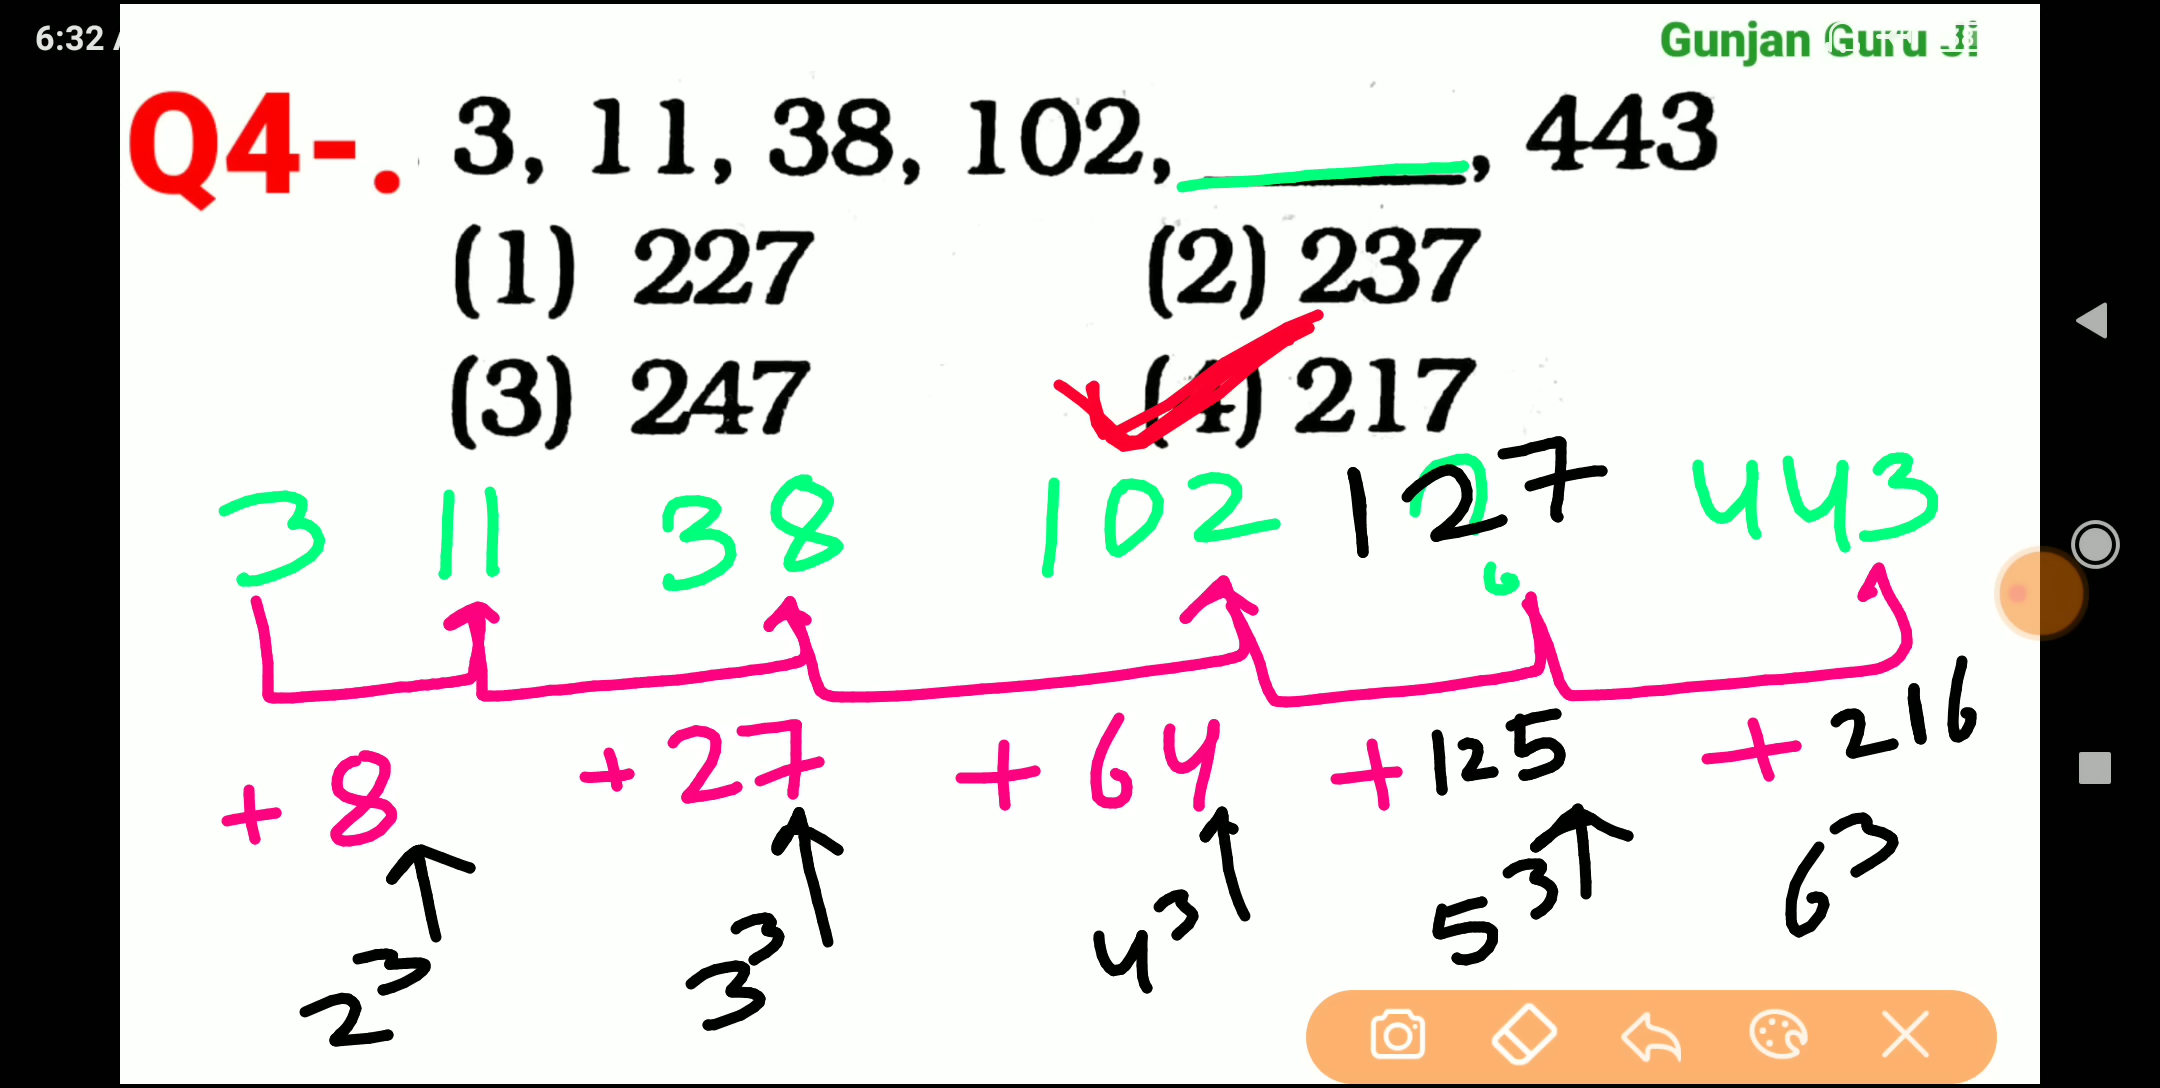 6:32
Gunjan Guru Ji
Q4-. 3, 11, 38, 102, ____, 443
(1) 227 (2) 237
(3) 247 (4) 217
3 11 38 102 127 443
+8 +27 +64 +125 +216
2³ 3³ 4³ 5³ 6³